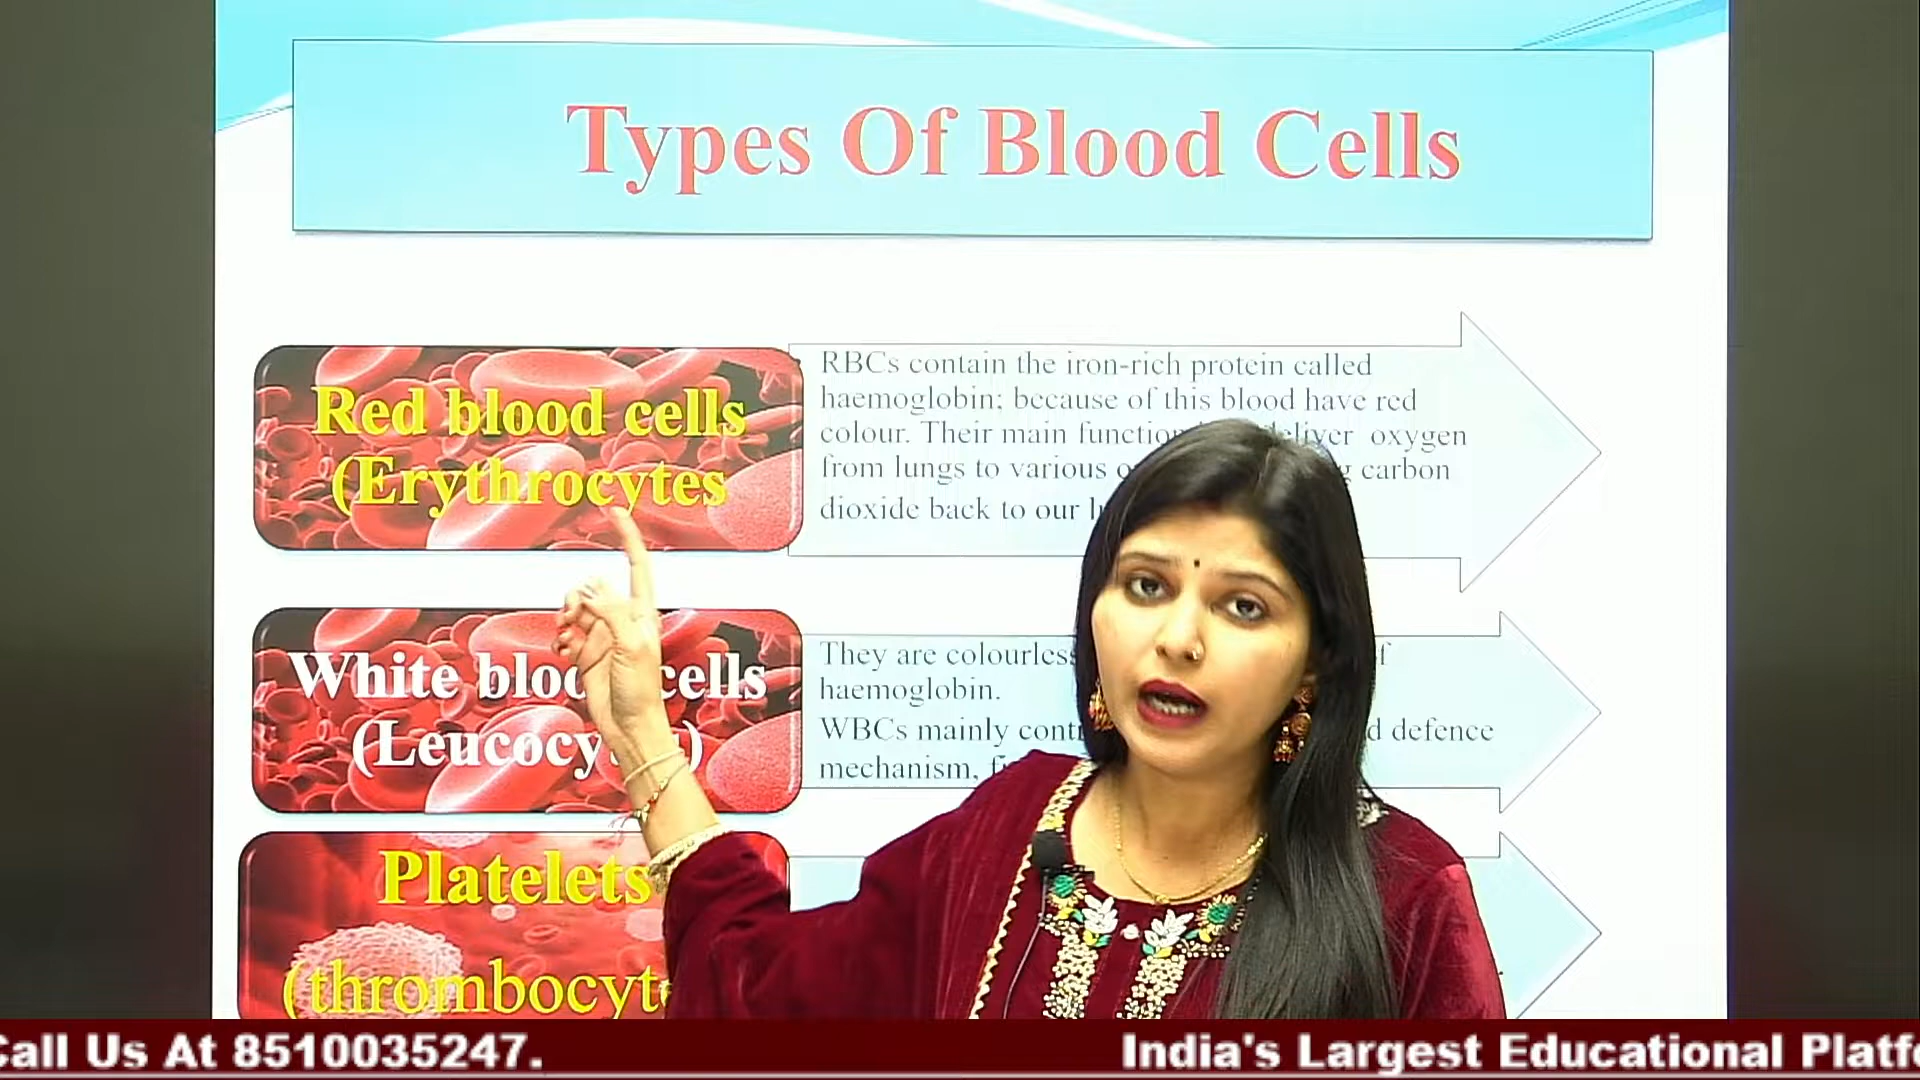 Types Of Blood Cells
Red blood cells
(Erythrocytes
RBCs contain the iron-rich protein called
haemoglobin; because of this blood have red
colour. Their main function deliver oxygen
from lungs to various carbon
dioxide back to our
White blood cells
(Leucocy )
They are colourless
haemoglobin.
WBCs mainly defence
mechanism,
Platelets
(thrombocyt
Call Us At 8510035247.
India's Largest Educational Platf